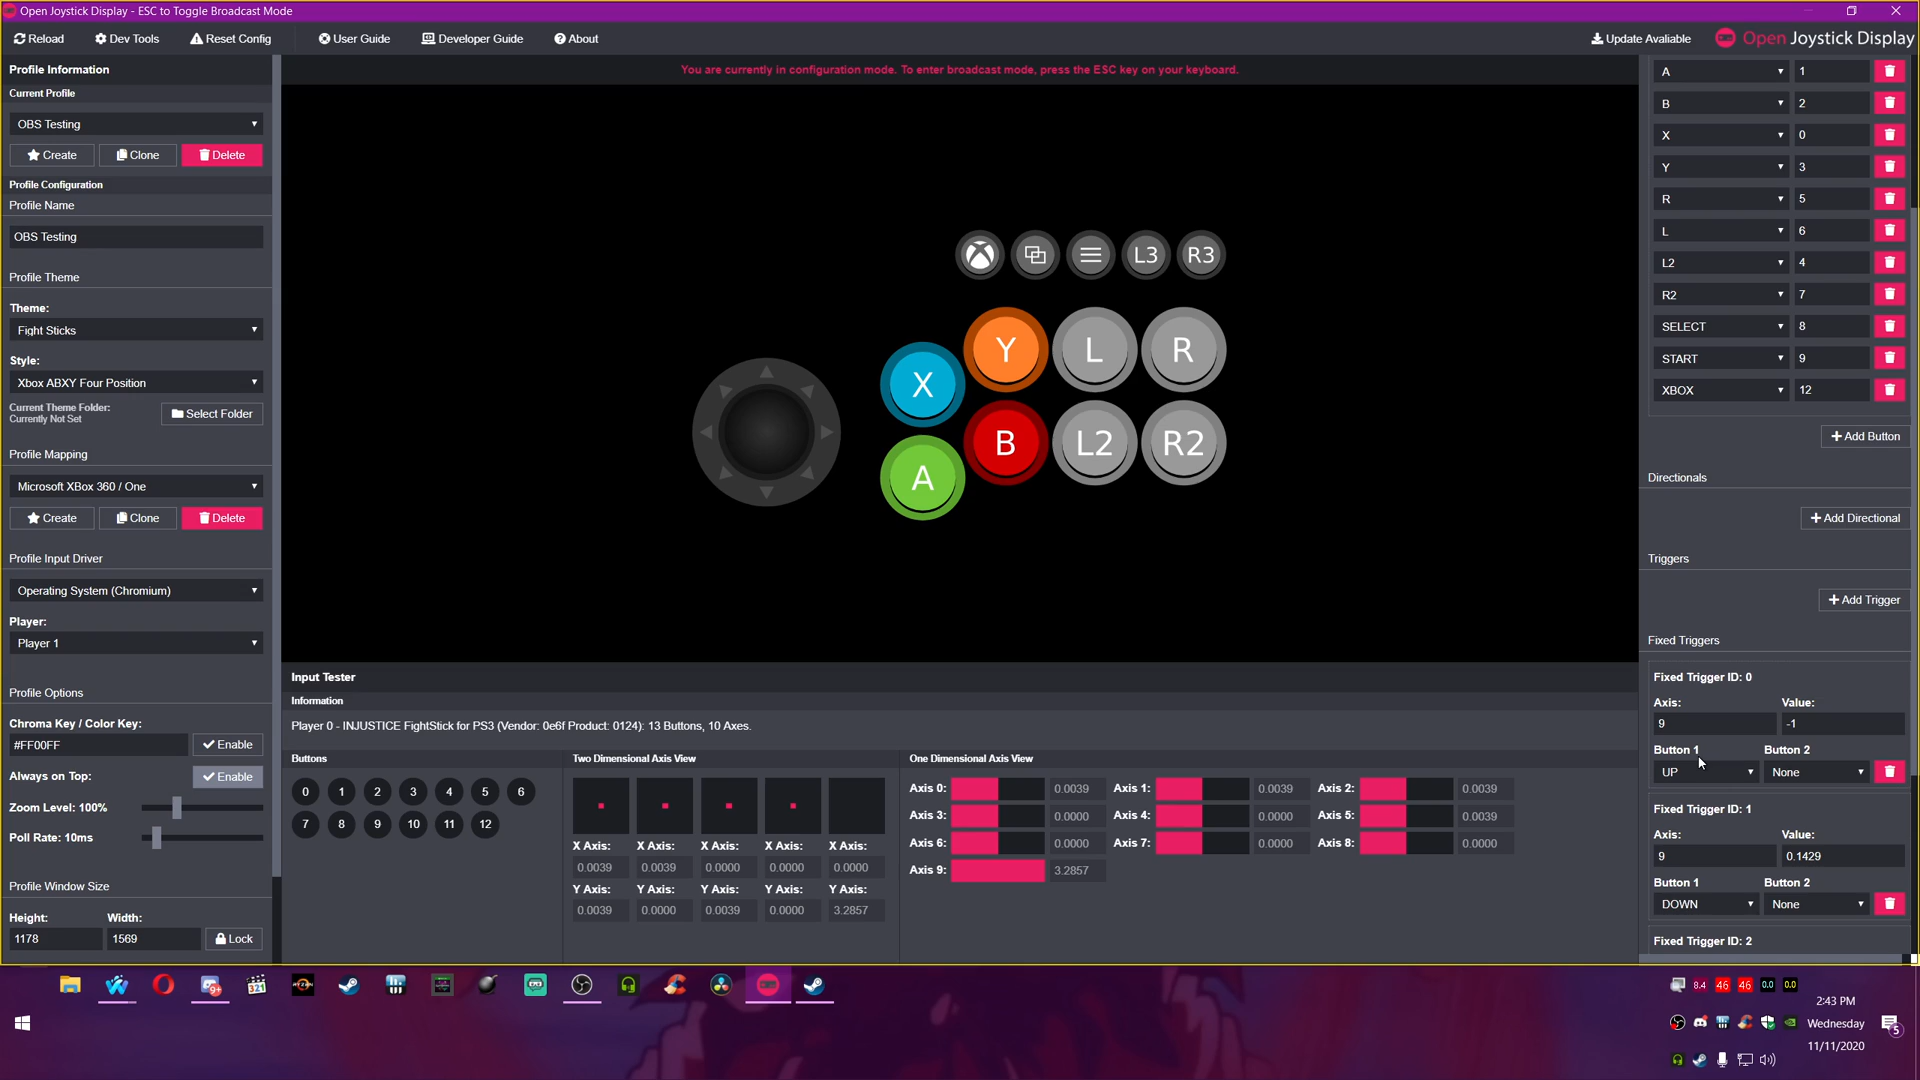 Open Joystick Display - ESC to Toggle Broadcast Mode
Reload
Dev Tools
Reset Config
User Guide
Developer Guide
About
Update Avaliable
Open Joystick Display
You are currently in configuration mode. To enter broadcast mode, press the ESC key on your keyboard.
Profile Information
Current Profile
OBS Testing
Create
Clone
Delete
Profile Configuration
Profile Name
OBS Testing
Profile Theme
Theme:
Fight Sticks
Style:
Xbox ABXY Four Position
Current Theme Folder:
Currently Not Set
Select Folder
Profile Mapping
Microsoft XBox 360 / One
Create
Clone
Delete
Profile Input Driver
Operating System (Chromium)
Player:
Player 1
Profile Options
Chroma Key / Color Key:
#FF00FF
Enable
Always on Top:
Enable
Zoom Level: 100%
Poll Rate: 10ms
Profile Window Size
Height:
Width:
1178
1569
Lock
L3
R3
Y
L
R
X
B
L2
R2
A
Input Tester
Information
Player 0 - INJUSTICE FightStick for PS3 (Vendor: 0e6f Product: 0124): 13 Buttons, 10 Axes.
Buttons
0 1 2 3 4 5 6
7 8 9 10 11 12
Two Dimensional Axis View
X Axis: X Axis: X Axis: X Axis: X Axis:
0.0039 0.0039 0.0000 0.0000 0.0000
Y Axis: Y Axis: Y Axis: Y Axis: Y Axis:
0.0039 0.0000 0.0039 0.0000 3.2857
One Dimensional Axis View
Axis 0: 0.0039 Axis 1: 0.0039 Axis 2: 0.0039
Axis 3: 0.0000 Axis 4: 0.0000 Axis 5: 0.0039
Axis 6: 0.0000 Axis 7: 0.0000 Axis 8: 0.0000
Axis 9: 3.2857
A 1
B 2
X 0
Y 3
R 5
L 6
L2 4
R2 7
SELECT 8
START 9
XBOX 12
Add Button
Directionals
Add Directional
Triggers
Add Trigger
Fixed Triggers
Fixed Trigger ID: 0
Axis: Value:
9 -1
Button 1 Button 2
UP None
Fixed Trigger ID: 1
Axis: Value:
9 0.1429
Button 1 Button 2
DOWN None
Fixed Trigger ID: 2
321
RYZEN
8.4 46 46 0.0 0.0
2:43 PM
Wednesday
11/11/2020
5